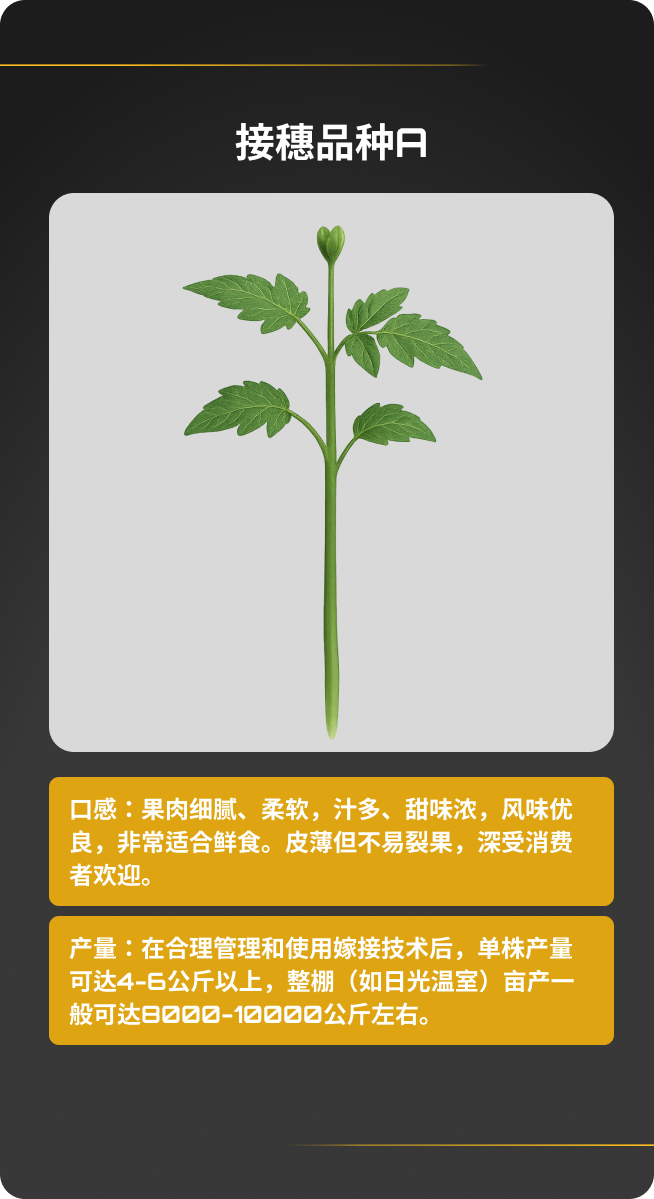 接穗品种A
口感：果肉细腻、柔软，汁多、甜味浓，风味优
良，非常适合鲜食。皮薄但不易裂果，深受消费
者欢迎。
产量：在合理管理和使用嫁接技术后，单株产量
可达4-6公斤以上，整棚（如日光温室）亩产一
般可达8000-10000公斤左右。